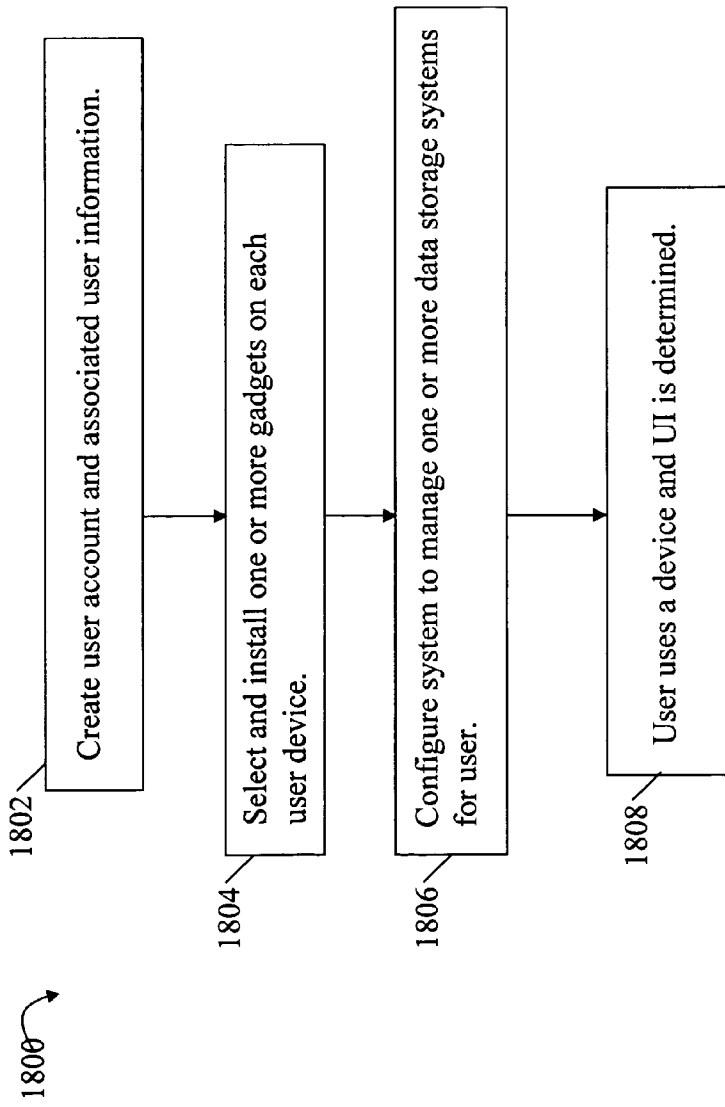 1800
1802
Create user account and associated user information.
1804
Select and install one or more gadgets on each
user device.
1806
Configure system to manage one or more data storage systems
for user.
1808
User uses a device and UI is determined.